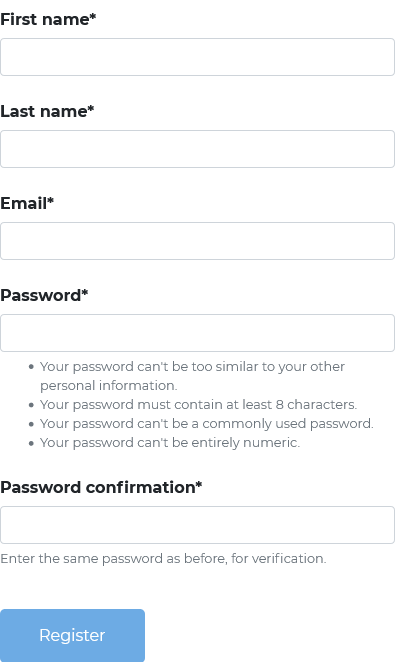 First name*
Last name*
Email*
Password*
• Your password can't be too similar to your other
personal information.
• Your password must contain at least 8 characters.
• Your password can't be a commonly used password.
• Your password can't be entirely numeric.
Password confirmation*
Enter the same password as before, for verification.
Register